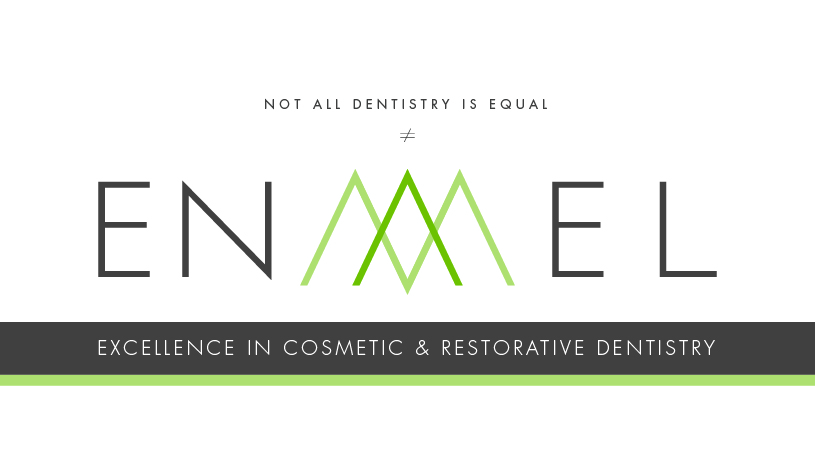 NOT ALL DENTISTRY IS EQUAL
≠
ENAMEL
EXCELLENCE IN COSMETIC & RESTORATIVE DENTISTRY